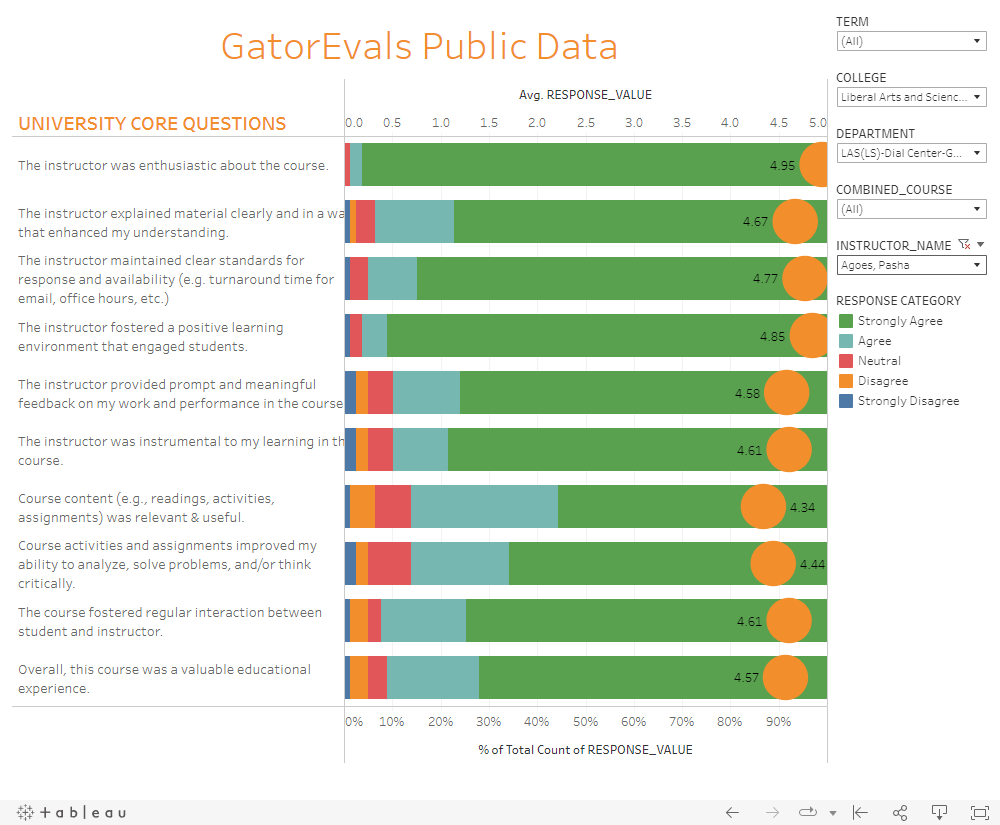 GatorEvals Public Data
Avg. RESPONSE_VALUE
UNIVERSITY CORE QUESTIONS
0.0 0.5 1.0 1.5 2.0 2.5 3.0 3.5 4.0 4.5 5.0
The instructor was enthusiastic about the course.
4.95
The instructor explained material clearly and in a wa
that enhanced my understanding.
4.67
The instructor maintained clear standards for
response and availability (e.g. turnaround time for
email, office hours, etc.)
4.77
The instructor fostered a positive learning
environment that engaged students.
4.85
The instructor provided prompt and meaningful
feedback on my work and performance in the course
4.58
The instructor was instrumental to my learning in th
course.
4.61
Course content (e.g., readings, activities,
assignments) was relevant & useful.
4.34
Course activities and assignments improved my
ability to analyze, solve problems, and/or think
critically.
4.44
The course fostered regular interaction between
student and instructor.
4.61
Overall, this course was a valuable educational
experience.
4.57
0% 10% 20% 30% 40% 50% 60% 70% 80% 90%
% of Total Count of RESPONSE_VALUE
TERM
(All)
COLLEGE
Liberal Arts and Scienc...
DEPARTMENT
LAS(LS)-Dial Center-G...
COMBINED_COURSE
(All)
INSTRUCTOR_NAME
Agoes, Pasha
RESPONSE CATEGORY
Strongly Agree
Agree
Neutral
Disagree
Strongly Disagree
tableau